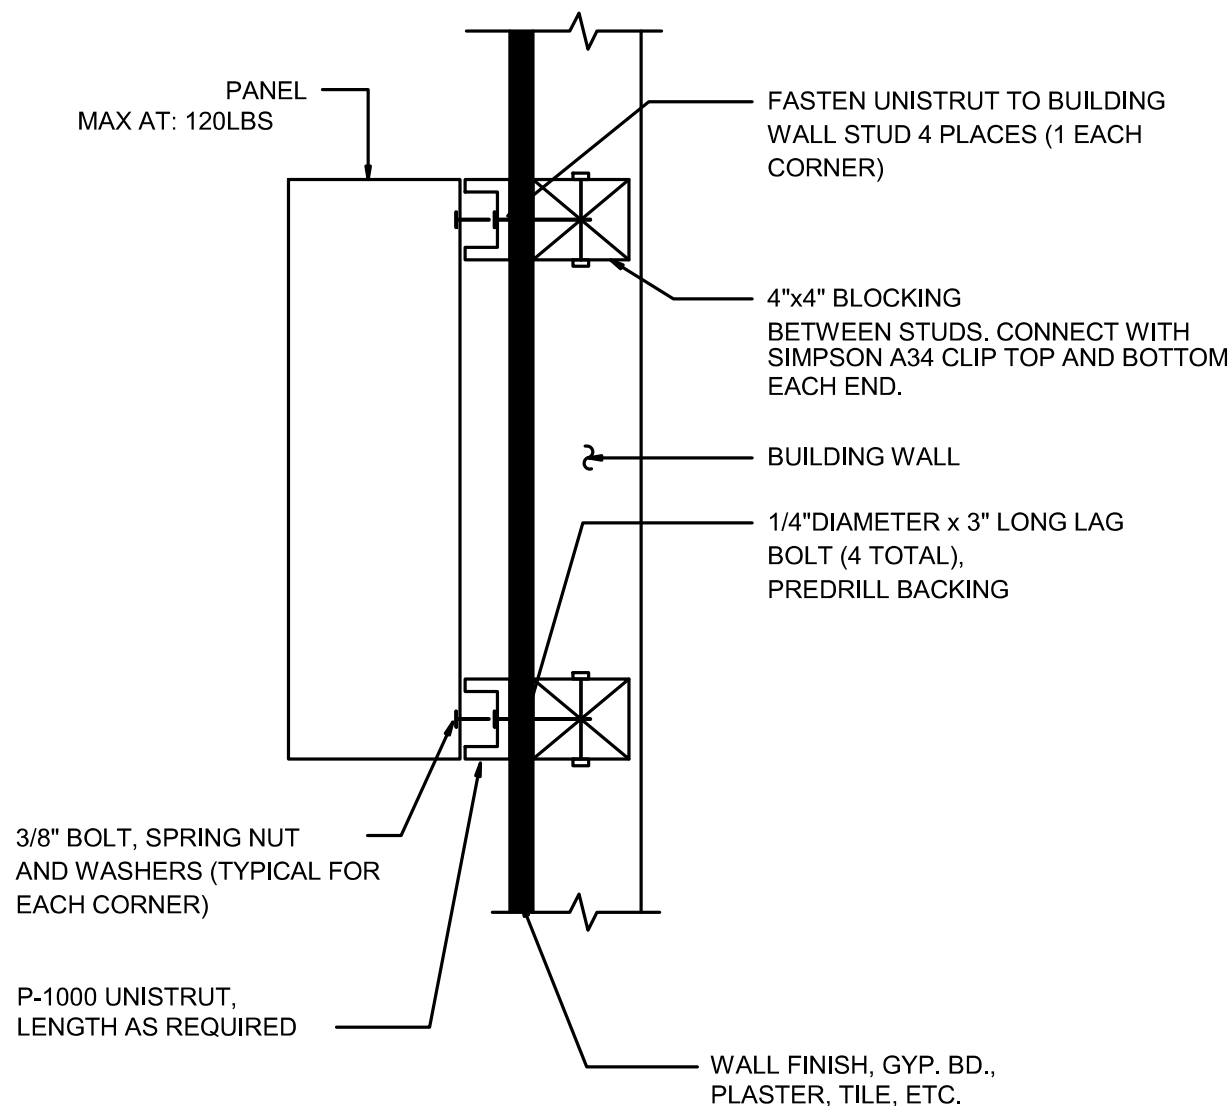 PANEL
MAX AT: 120LBS
FASTEN UNISTRUT TO BUILDING
WALL STUD 4 PLACES (1 EACH
CORNER)
4"x4" BLOCKING
BETWEEN STUDS. CONNECT WITH
SIMPSON A34 CLIP TOP AND BOTTOM
EACH END.
BUILDING WALL
1/4"DIAMETER x 3" LONG LAG
BOLT (4 TOTAL),
PREDRILL BACKING
3/8" BOLT, SPRING NUT
AND WASHERS (TYPICAL FOR
EACH CORNER)
P-1000 UNISTRUT,
LENGTH AS REQUIRED
WALL FINISH, GYP. BD.,
PLASTER, TILE, ETC.